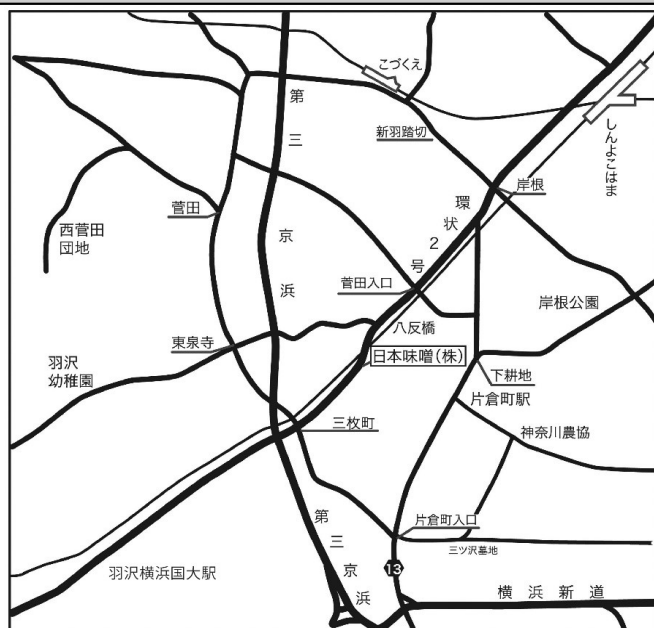 こづくえ
第三京浜
新羽踏切
しんよこはま
岸根
環状2号
菅田
西菅田
団地
菅田入口
岸根公園
八反橋
東泉寺
日本味噌(株)
羽沢
幼稚園
下耕地
片倉町駅
三枚町
神奈川農協
第三京浜
片倉町入口
三ツ沢墓地
羽沢横浜国大駅
13
横浜新道